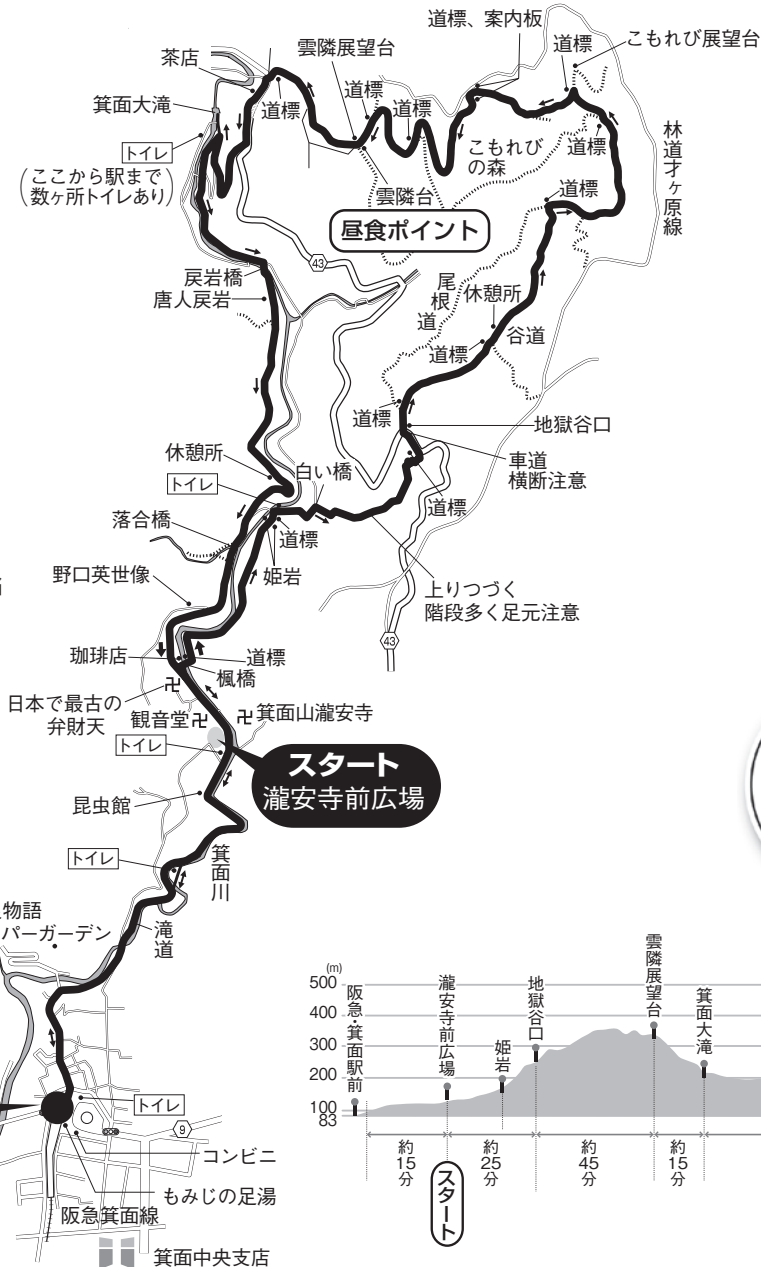 道標、案内板
雲隣展望台
道標
こもれび展望台
茶店
道標
道標
道標
箕面大滝
トイレ
(ここから駅まで
数ヶ所トイレあり)
こもれび
の森
道標
林道才ヶ原線
雲隣台
道標
昼食ポイント
43
戻岩橋
唐人戻岩
尾根道
休憩所
谷道
道標
道標
地獄谷口
車道
横断注意
休憩所
白い橋
トイレ
道標
落合橋
道標
姫岩
野口英世像
上りつづく
階段多く足元注意
43
珈琲店
道標
楓橋
日本で最古の
弁財天
観音堂
箕面山瀧安寺
トイレ
スタート
瀧安寺前広場
昆虫館
トイレ
箕面川
物語
パーガーデン
滝道
トイレ
9
コンビニ
もみじの足湯
阪急箕面線
箕面中央支店
(m)
500
400
300
200
100
83
阪急・箕面駅前
瀧安寺前広場
姫岩
地獄谷口
雲隣展望台
箕面大滝
約15分
約25分
約45分
約15分
スタート